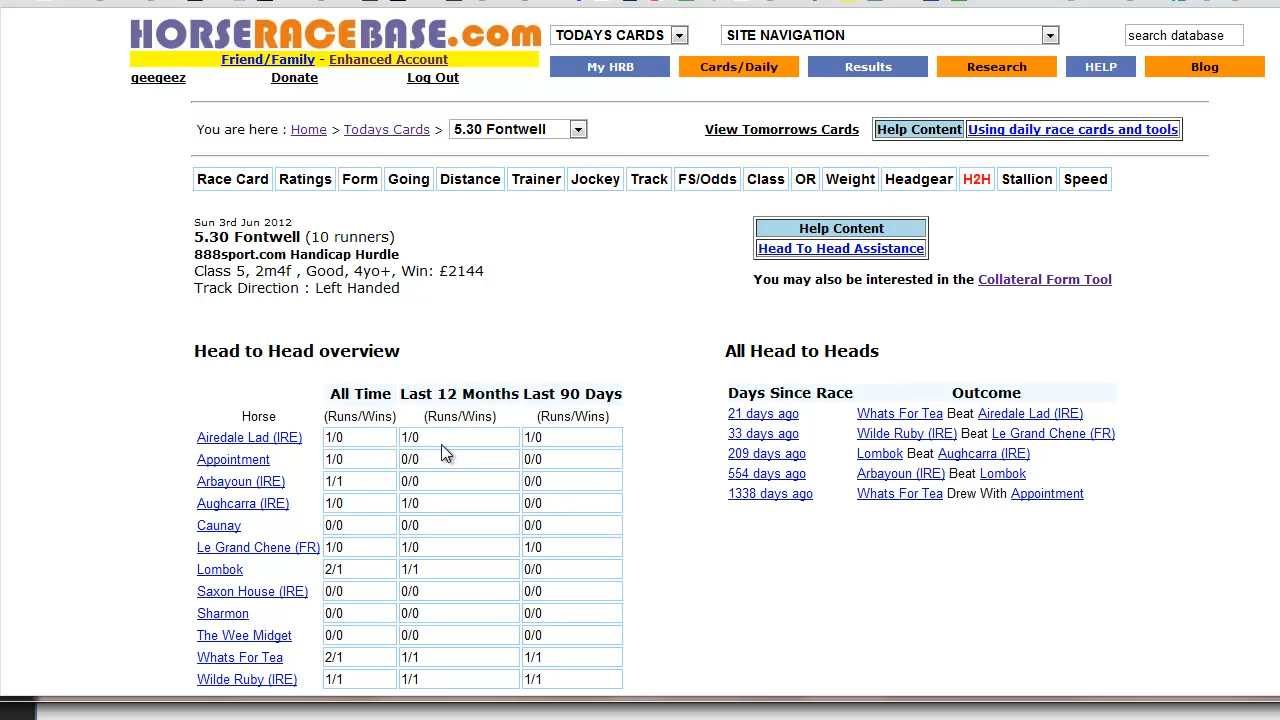 HORSERACEBASE.com
TODAYS CARDS
SITE NAVIGATION
search database
Friend/Family - Enhanced Account
geegeez Donate Log Out
My HRB Cards/Daily Results Research HELP Blog
You are here : Home > Todays Cards > 5.30 Fontwell
View Tomorrows Cards
Help Content Using daily race cards and tools
Race Card Ratings Form Going Distance Trainer Jockey Track FS/Odds Class OR Weight Headgear H2H Stallion Speed
Sun 3rd Jun 2012
5.30 Fontwell (10 runners)
888sport.com Handicap Hurdle
Class 5, 2m4f , Good, 4yo+, Win: £2144
Track Direction : Left Handed
Help Content
Head To Head Assistance
You may also be interested in the Collateral Form Tool
Head to Head overview
All Time Last 12 Months Last 90 Days
Horse (Runs/Wins) (Runs/Wins) (Runs/Wins)
Airedale Lad (IRE) 1/0 1/0 1/0
Appointment 1/0 0/0 0/0
Arbayoun (IRE) 1/1 0/0 0/0
Aughcarra (IRE) 1/0 1/0 0/0
Caunay 0/0 0/0 0/0
Le Grand Chene (FR) 1/0 1/0 1/0
Lombok 2/1 1/1 0/0
Saxon House (IRE) 0/0 0/0 0/0
Sharmon 0/0 0/0 0/0
The Wee Midget 0/0 0/0 0/0
Whats For Tea 2/1 1/1 1/1
Wilde Ruby (IRE) 1/1 1/1 1/1
All Head to Heads
Days Since Race Outcome
21 days ago Whats For Tea Beat Airedale Lad (IRE)
33 days ago Wilde Ruby (IRE) Beat Le Grand Chene (FR)
209 days ago Lombok Beat Aughcarra (IRE)
554 days ago Arbayoun (IRE) Beat Lombok
1338 days ago Whats For Tea Drew With Appointment